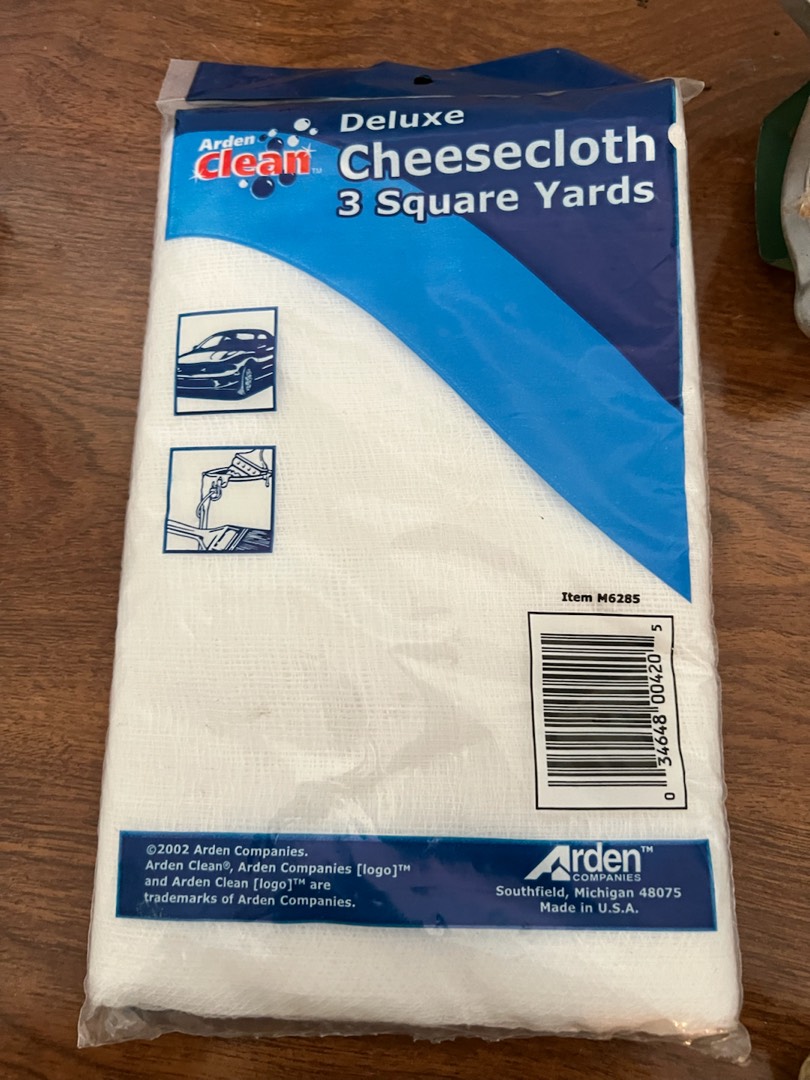 Arden
Clean™
Deluxe
Cheesecloth
3 Square Yards
Item M6285
0 34648 00420 5
©2002 Arden Companies.
Arden Clean®, Arden Companies [logo]™
and Arden Clean [logo]™ are
trademarks of Arden Companies.
Arden™
COMPANIES
Southfield, Michigan 48075
Made in U.S.A.